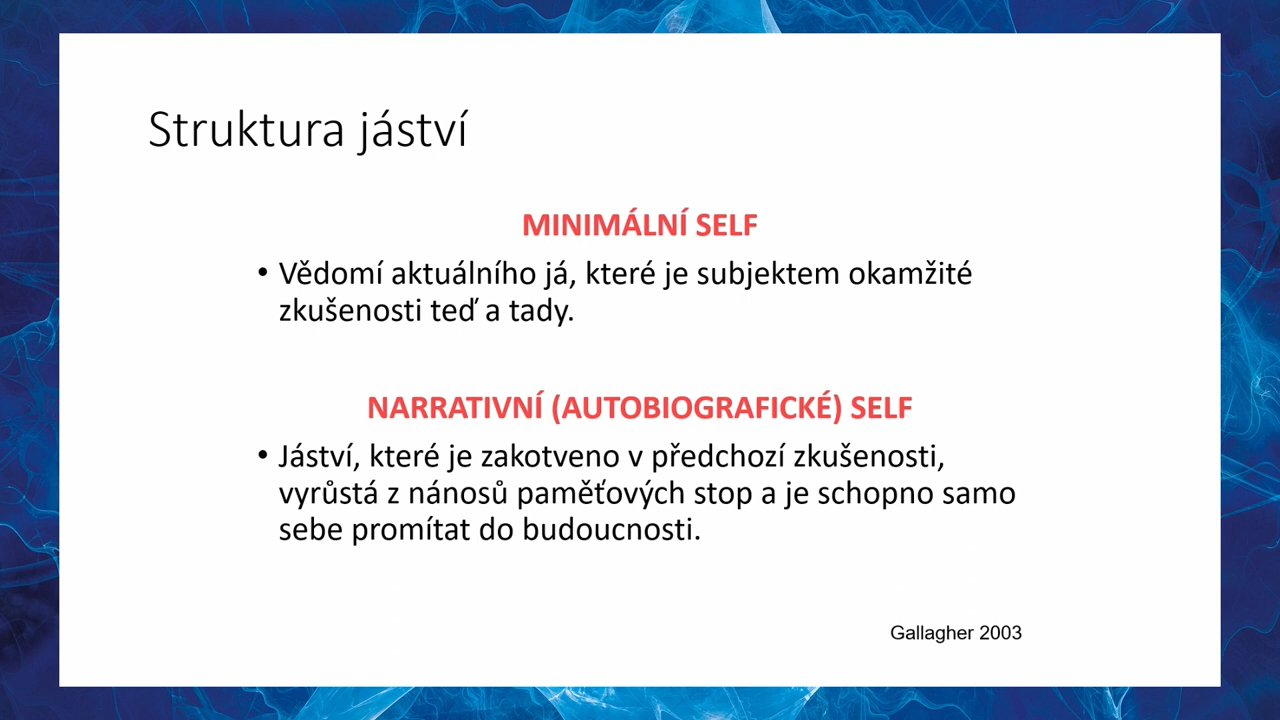 Struktura jáství
MINIMÁLNÍ SELF
• Vědomí aktuálního já, které je subjektem okamžité
zkušenosti teď a tady.
NARRATIVNÍ (AUTOBIOGRAFICKÉ) SELF
• Jáství, které je zakotveno v předchozí zkušenosti,
vyrůstá z nánosů paměťových stop a je schopno samo
sebe promítat do budoucnosti.
Gallagher 2003